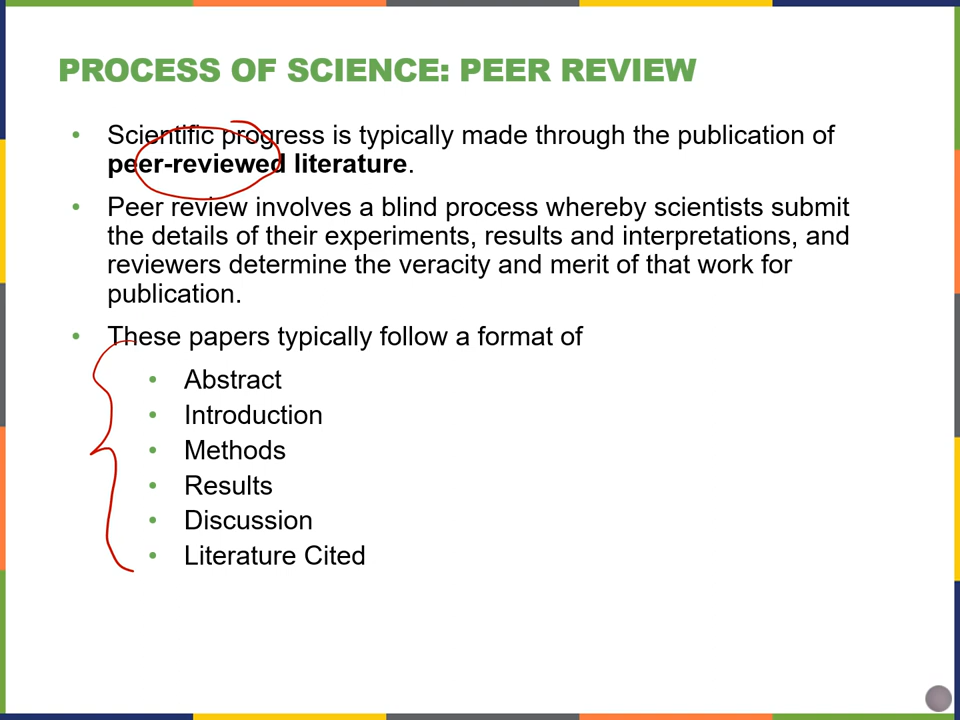 PROCESS OF SCIENCE: PEER REVIEW
• Scientific progress is typically made through the publication of
peer-reviewed literature.
• Peer review involves a blind process whereby scientists submit
the details of their experiments, results and interpretations, and
reviewers determine the veracity and merit of that work for
publication.
• These papers typically follow a format of
• Abstract
• Introduction
• Methods
• Results
• Discussion
• Literature Cited